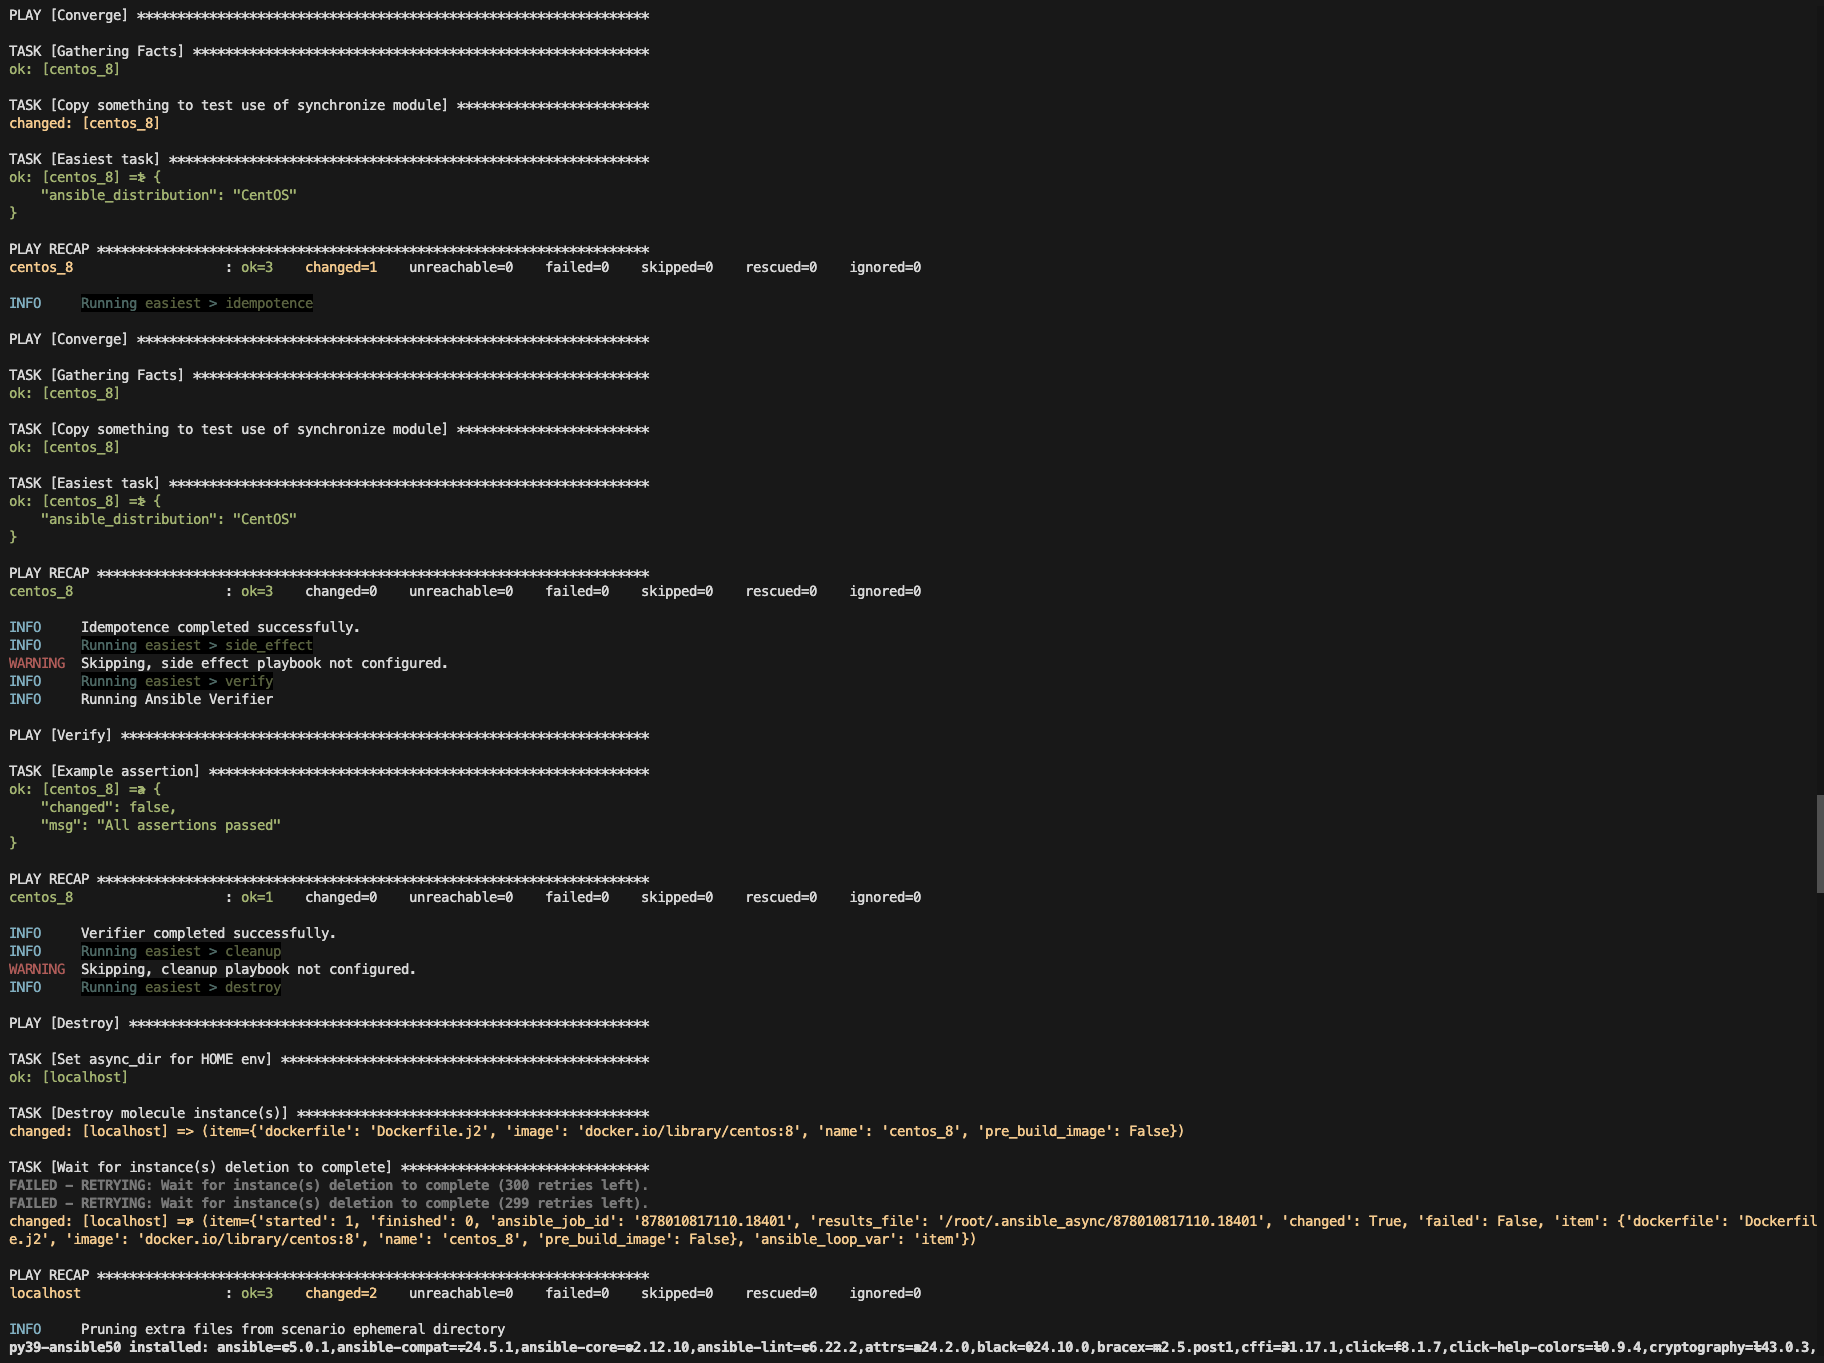 PLAY [Converge] ****************************************************************

TASK [Gathering Facts] *********************************************************
ok: [centos_8]

TASK [Copy something to test use of synchronize module] ************************
changed: [centos_8]

TASK [Easiest task] ************************************************************
ok: [centos_8] => {
    "ansible_distribution": "CentOS"
}

PLAY RECAP *********************************************************************
centos_8                   : ok=3    changed=1    unreachable=0    failed=0    skipped=0    rescued=0    ignored=0

INFO     Running easiest > idempotence

PLAY [Converge] ****************************************************************

TASK [Gathering Facts] *********************************************************
ok: [centos_8]

TASK [Copy something to test use of synchronize module] ************************
ok: [centos_8]

TASK [Easiest task] ************************************************************
ok: [centos_8] => {
    "ansible_distribution": "CentOS"
}

PLAY RECAP *********************************************************************
centos_8                   : ok=3    changed=0    unreachable=0    failed=0    skipped=0    rescued=0    ignored=0

INFO     Idempotence completed successfully.
INFO     Running easiest > side_effect
WARNING  Skipping, side effect playbook not configured.
INFO     Running easiest > verify
INFO     Running Ansible Verifier

PLAY [Verify] ******************************************************************

TASK [Example assertion] *******************************************************
ok: [centos_8] => {
    "changed": false,
    "msg": "All assertions passed"
}

PLAY RECAP *********************************************************************
centos_8                   : ok=1    changed=0    unreachable=0    failed=0    skipped=0    rescued=0    ignored=0

INFO     Verifier completed successfully.
INFO     Running easiest > cleanup
WARNING  Skipping, cleanup playbook not configured.
INFO     Running easiest > destroy

PLAY [Destroy] *****************************************************************

TASK [Set async_dir for HOME env] **********************************************
ok: [localhost]

TASK [Destroy molecule instance(s)] ********************************************
changed: [localhost] => (item={'dockerfile': 'Dockerfile.j2', 'image': 'docker.io/library/centos:8', 'name': 'centos_8', 'pre_build_image': False})

TASK [Wait for instance(s) deletion to complete] *******************************
FAILED - RETRYING: Wait for instance(s) deletion to complete (300 retries left).
FAILED - RETRYING: Wait for instance(s) deletion to complete (299 retries left).
changed: [localhost] => (item={'started': 1, 'finished': 0, 'ansible_job_id': '878010817110.18401', 'results_file': '/root/.ansible_async/878010817110.18401', 'changed': True, 'failed': False, 'item': {'dockerfile': 'Dockerfil
e.j2', 'image': 'docker.io/library/centos:8', 'name': 'centos_8', 'pre_build_image': False}, 'ansible_loop_var': 'item'})

PLAY RECAP *********************************************************************
localhost                  : ok=3    changed=2    unreachable=0    failed=0    skipped=0    rescued=0    ignored=0

INFO     Pruning extra files from scenario ephemeral directory
py39-ansible50 installed: ansible==5.0.1,ansible-compat==24.5.1,ansible-core==2.12.10,ansible-lint==6.22.2,attrs==24.2.0,black==24.10.0,bracex==2.5.post1,cffi==1.17.1,click==8.1.7,click-help-colors==0.9.4,cryptography==43.0.3,